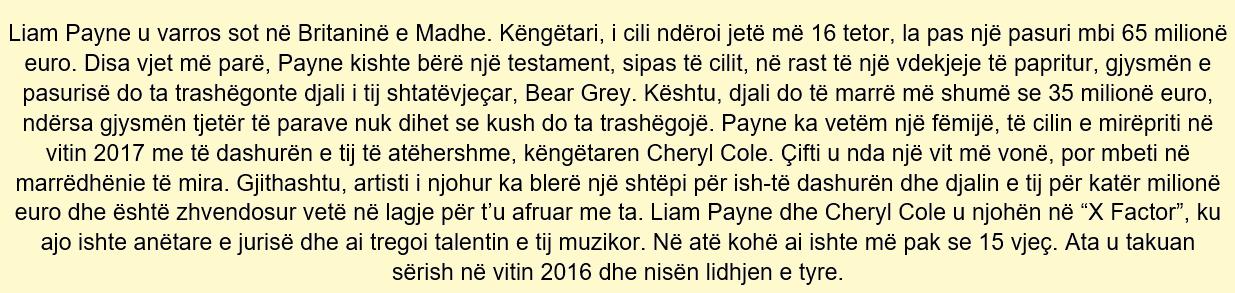 Liam Payne u varros sot në Britaninë e Madhe. Këngëtari, i cili ndëroi jetë më 16 tetor, la pas një pasuri mbi 65 milionë
euro. Disa vjet më parë, Payne kishte bërë një testament, sipas të cilit, në rast të një vdekjeje të papritur, gjysmën e
pasurisë do ta trashëgonte djali i tij shtatëvjeçar, Bear Grey. Kështu, djali do të marrë më shumë se 35 milionë euro,
ndërsa gjysmën tjetër të parave nuk dihet se kush do ta trashëgojë. Payne ka vetëm një fëmijë, të cilin e mirëpriti në
vitin 2017 me të dashurën e tij të atëhershme, këngëtaren Cheryl Cole. Çifti u nda një vit më vonë, por mbeti në
marrëdhënie të mira. Gjithashtu, artisti i njohur ka blerë një shtëpi për ish-të dashurën dhe djalin e tij për katër milionë
euro dhe është zhvendosur vetë në lagje për t’u afruar me ta. Liam Payne dhe Cheryl Cole u njohën në “X Factor”, ku
ajo ishte anëtare e jurisë dhe ai tregoi talentin e tij muzikor. Në atë kohë ai ishte më pak se 15 vjeç. Ata u takuan
sërish në vitin 2016 dhe nisën lidhjen e tyre.